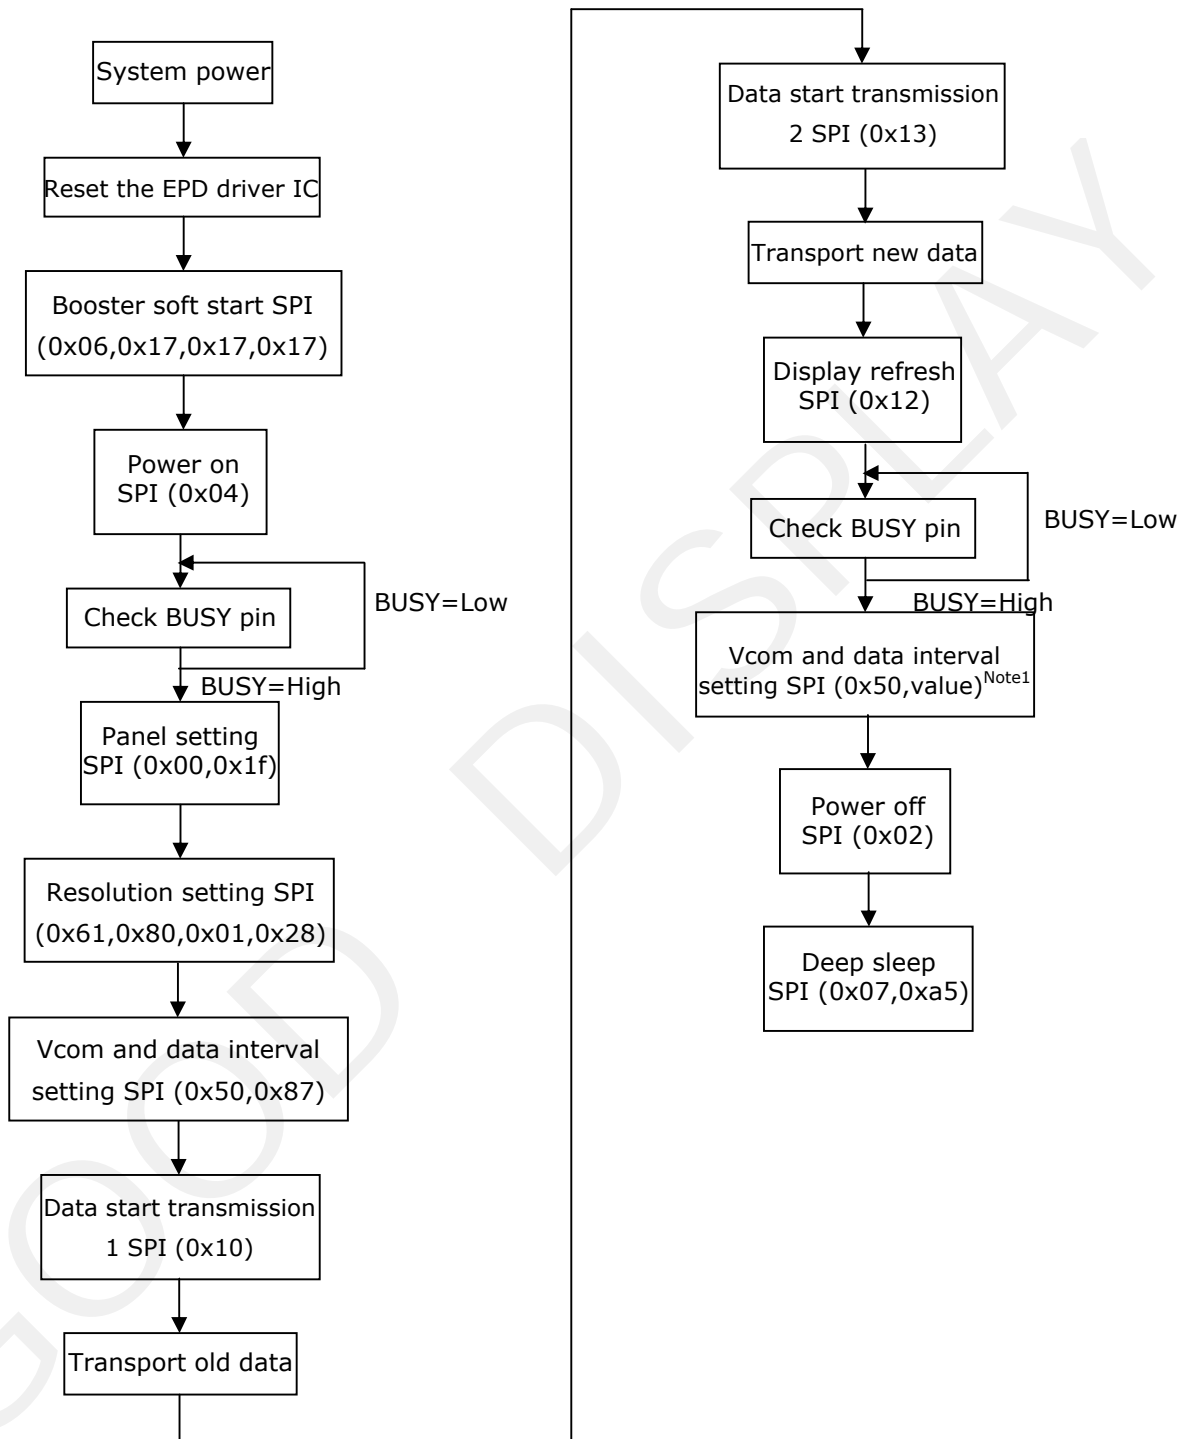 System power
Reset the EPD driver IC
Booster soft start SPI
(0x06,0x17,0x17,0x17)
Power on
SPI (0x04)
Check BUSY pin
BUSY=Low
BUSY=High
Panel setting
SPI (0x00,0x1f)
Resolution setting SPI
(0x61,0x80,0x01,0x28)
Vcom and data interval
setting SPI (0x50,0x87)
Data start transmission
1 SPI (0x10)
Transport old data
Data start transmission
2 SPI (0x13)
Transport new data
Display refresh
SPI (0x12)
Check BUSY pin
BUSY=Low
BUSY=High
Vcom and data interval
setting SPI (0x50,value)Note1
Power off
SPI (0x02)
Deep sleep
SPI (0x07,0xa5)
GOOD DISPLAY